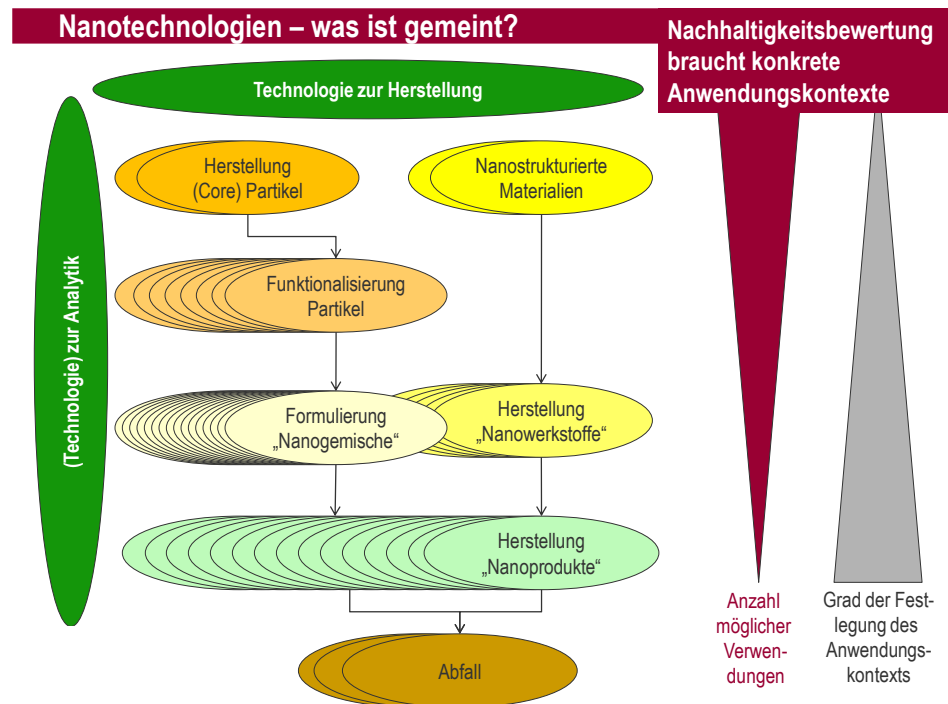 Nanotechnologien – was ist gemeint?
Nachhaltigkeitsbewertung
braucht konkrete
Anwendungskontexte
Technologie zur Herstellung
(Technologie) zur Analytik
Herstellung
(Core) Partikel
Nanostrukturierte
Materialien
Funktionalisierung
Partikel
Formulierung
„Nanogemische“
Herstellung
„Nanowerkstoffe“
Herstellung
„Nanoprodukte“
Abfall
Anzahl
möglicher
Verwen-
dungen
Grad der Fest-
legung des
Anwendungs-
kontexts